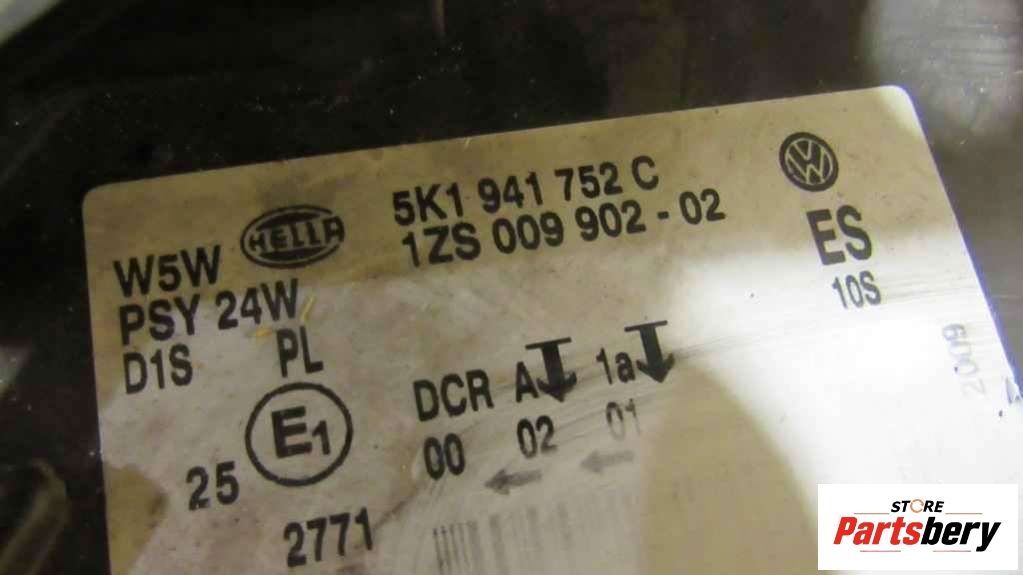 5K1 941 752 C
HELLA
1ZS 009 902 - 02
W5W
ES
PSY 24W
10S
D1S PL
DCR A 1a
2009
E1
00 02 01
25
2771
STORE
Partsbery